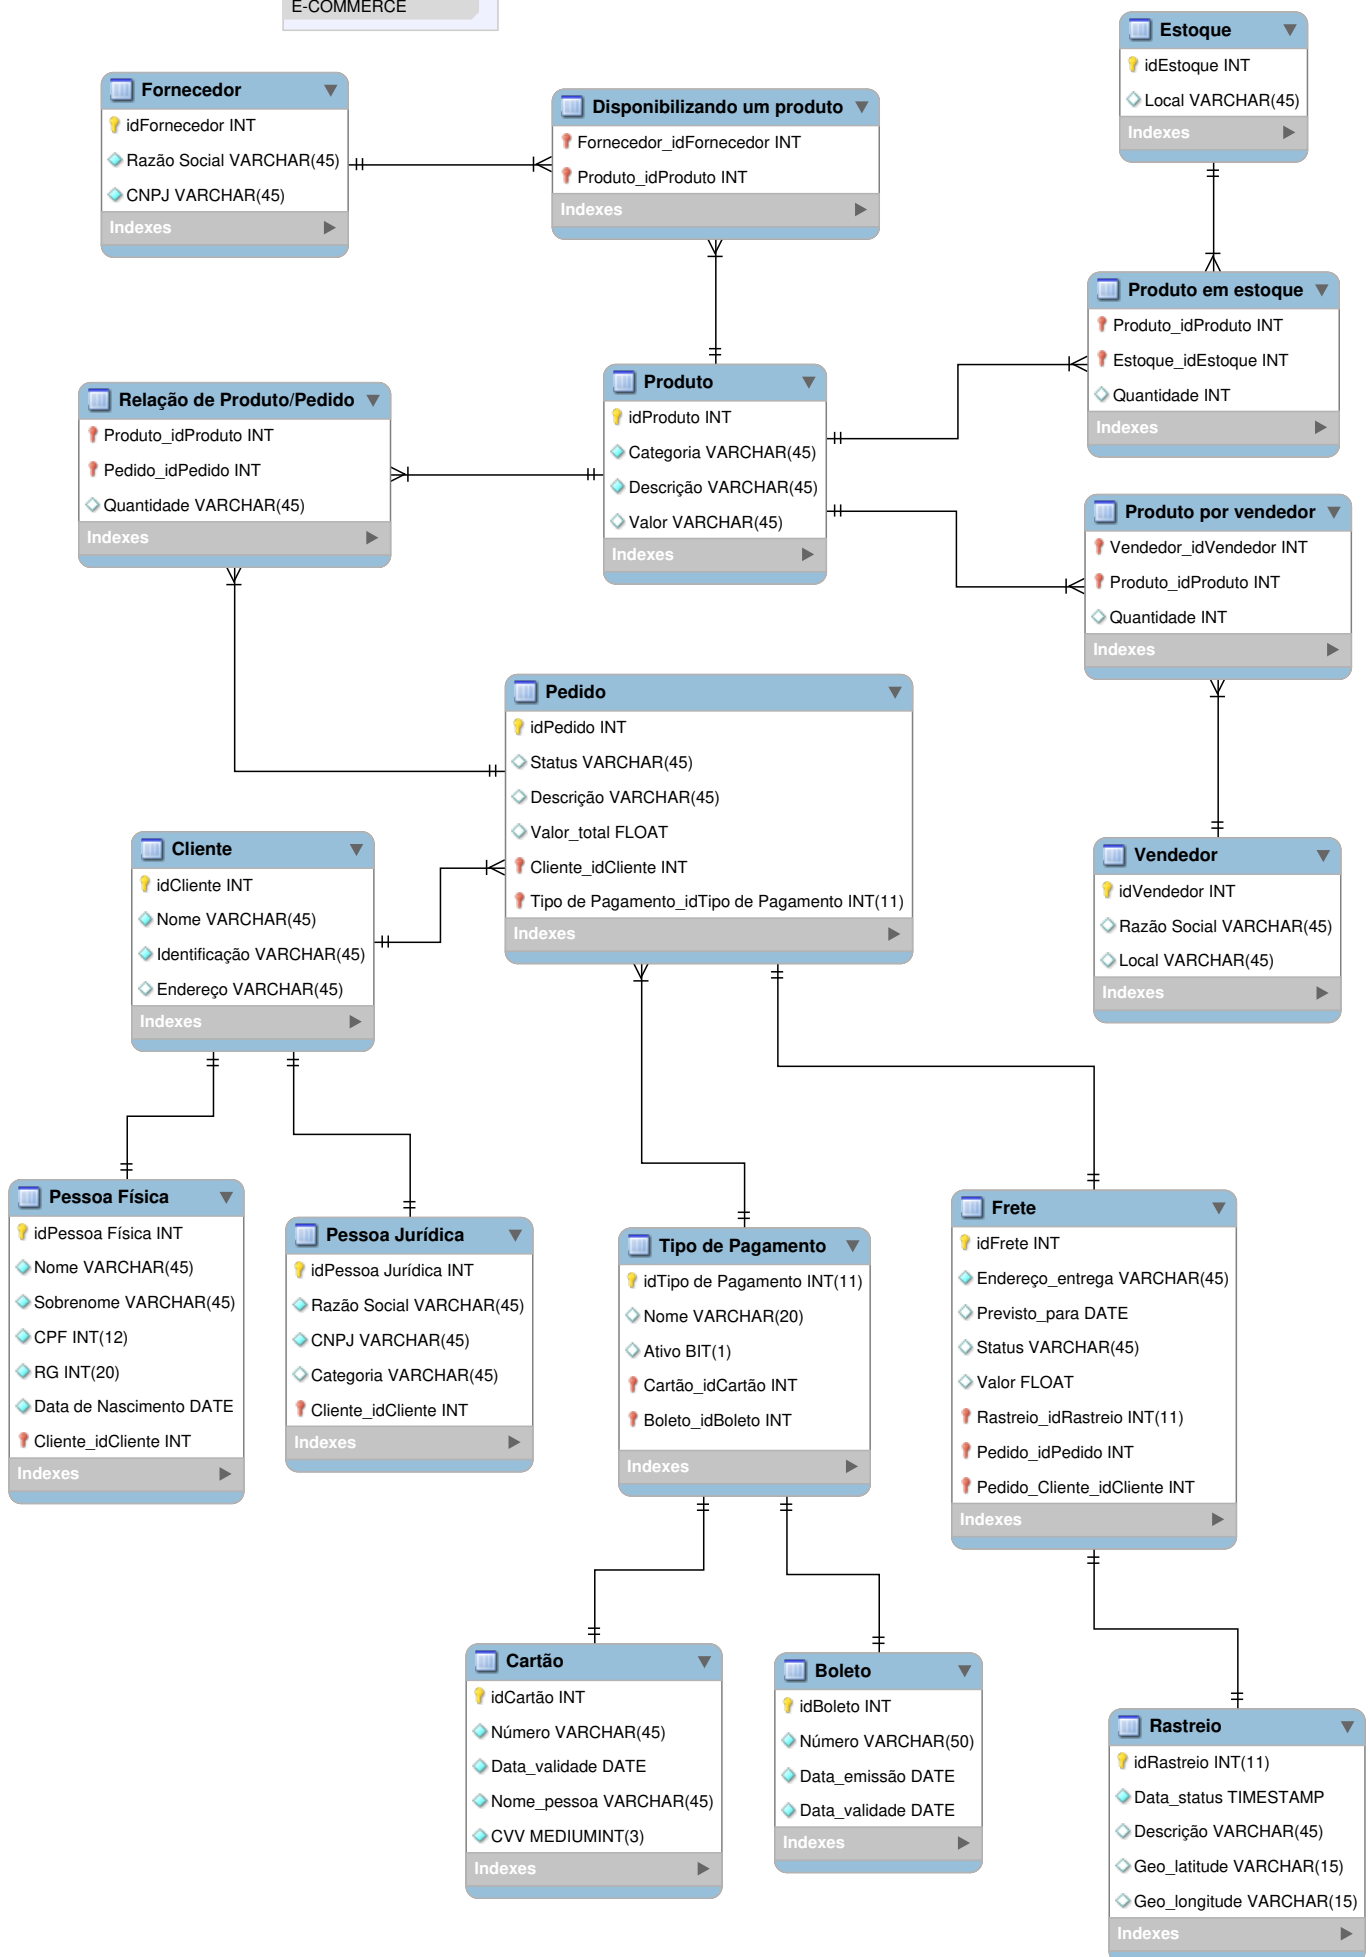 E-COMMERCE
Estoque
idEstoque INT
Local VARCHAR(45)
Indexes
Fornecedor
idFornecedor INT
Razão Social VARCHAR(45)
CNPJ VARCHAR(45)
Indexes
Disponibilizando um produto
Fornecedor_idFornecedor INT
Produto_idProduto INT
Indexes
Produto em estoque
Produto_idProduto INT
Estoque_idEstoque INT
Quantidade INT
Indexes
Relação de Produto/Pedido
Produto_idProduto INT
Pedido_idPedido INT
Quantidade VARCHAR(45)
Indexes
Produto
idProduto INT
Categoria VARCHAR(45)
Descrição VARCHAR(45)
Valor VARCHAR(45)
Indexes
Produto por vendedor
Vendedor_idVendedor INT
Produto_idProduto INT
Quantidade INT
Indexes
Pedido
idPedido INT
Status VARCHAR(45)
Descrição VARCHAR(45)
Valor_total FLOAT
Cliente_idCliente INT
Tipo de Pagamento_idTipo de Pagamento INT(11)
Indexes
Cliente
idCliente INT
Nome VARCHAR(45)
Identificação VARCHAR(45)
Endereço VARCHAR(45)
Indexes
Vendedor
idVendedor INT
Razão Social VARCHAR(45)
Local VARCHAR(45)
Indexes
Pessoa Física
idPessoa Física INT
Nome VARCHAR(45)
Sobrenome VARCHAR(45)
CPF INT(12)
RG INT(20)
Data de Nascimento DATE
Cliente_idCliente INT
Indexes
Pessoa Jurídica
idPessoa Jurídica INT
Razão Social VARCHAR(45)
CNPJ VARCHAR(45)
Categoria VARCHAR(45)
Cliente_idCliente INT
Indexes
Tipo de Pagamento
idTipo de Pagamento INT(11)
Nome VARCHAR(20)
Ativo BIT(1)
Cartão_idCartão INT
Boleto_idBoleto INT
Indexes
Frete
idFrete INT
Endereço_entrega VARCHAR(45)
Previsto_para DATE
Status VARCHAR(45)
Valor FLOAT
Rastreio_idRastreio INT(11)
Pedido_idPedido INT
Pedido_Cliente_idCliente INT
Indexes
Cartão
idCartão INT
Número VARCHAR(45)
Data_validade DATE
Nome_pessoa VARCHAR(45)
CVV MEDIUMINT(3)
Indexes
Boleto
idBoleto INT
Número VARCHAR(50)
Data_emissão DATE
Data_validade DATE
Indexes
Rastreio
idRastreio INT(11)
Data_status TIMESTAMP
Descrição VARCHAR(45)
Geo_latitude VARCHAR(15)
Geo_longitude VARCHAR(15)
Indexes